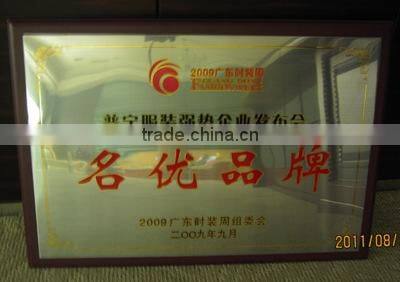 2009广东时装周
普宁服装强势企业发布会
trade.china.cn
名优品牌
2009广东时装周组委会
二〇〇九年九月
2011/08/